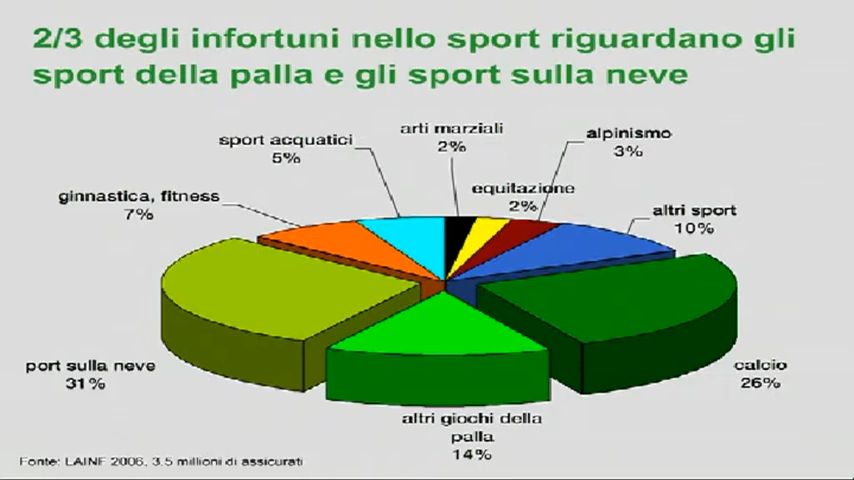 2/3 degli infortuni nello sport riguardano gli
sport della palla e gli sport sulla neve
arti marziali
2%
alpinismo
3%
sport acquatici
5%
equitazione
2%
ginnastica, fitness
7%
altri sport
10%
port sulla neve
31%
calcio
26%
altri giochi della
palla
14%
Fonte: LAINF 2006, 3.5 millioni di assicurati